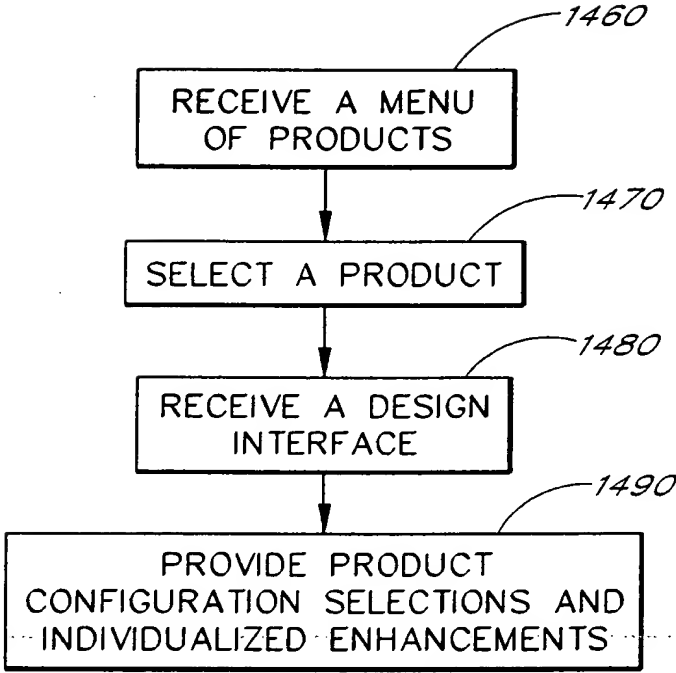 1460
RECEIVE A MENU
OF PRODUCTS
1470
SELECT A PRODUCT
1480
RECEIVE A DESIGN
INTERFACE
1490
PROVIDE PRODUCT
CONFIGURATION SELECTIONS AND
INDIVIDUALIZED ENHANCEMENTS